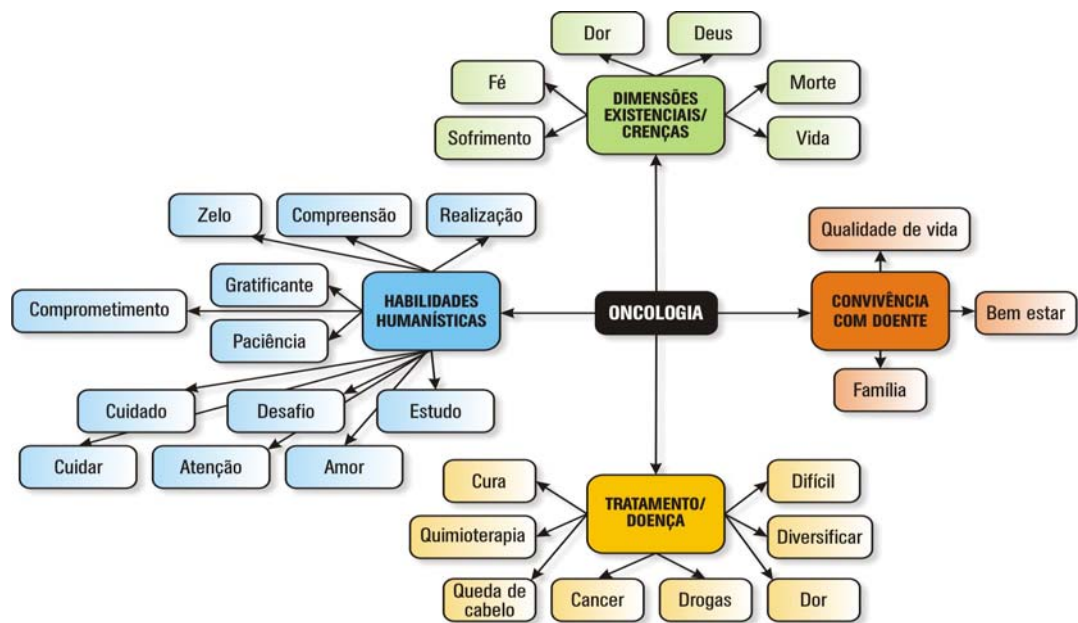 Dor
Deus
Fé
DIMENSÕES
EXISTENCIAIS/
CRENÇAS
Morte
Sofrimento
Vida
Zelo
Compreensão
Realização
Qualidade de vida
Gratificante
Comprometimento
HABILIDADES
HUMANÍSTICAS
ONCOLOGIA
CONVIVÊNCIA
COM DOENTE
Bem estar
Paciência
Família
Cuidado
Desafio
Estudo
Cuidar
Atenção
Amor
Cura
TRATAMENTO/
DOENÇA
Difícil
Quimioterapia
Diversificar
Queda de
cabelo
Cancer
Drogas
Dor